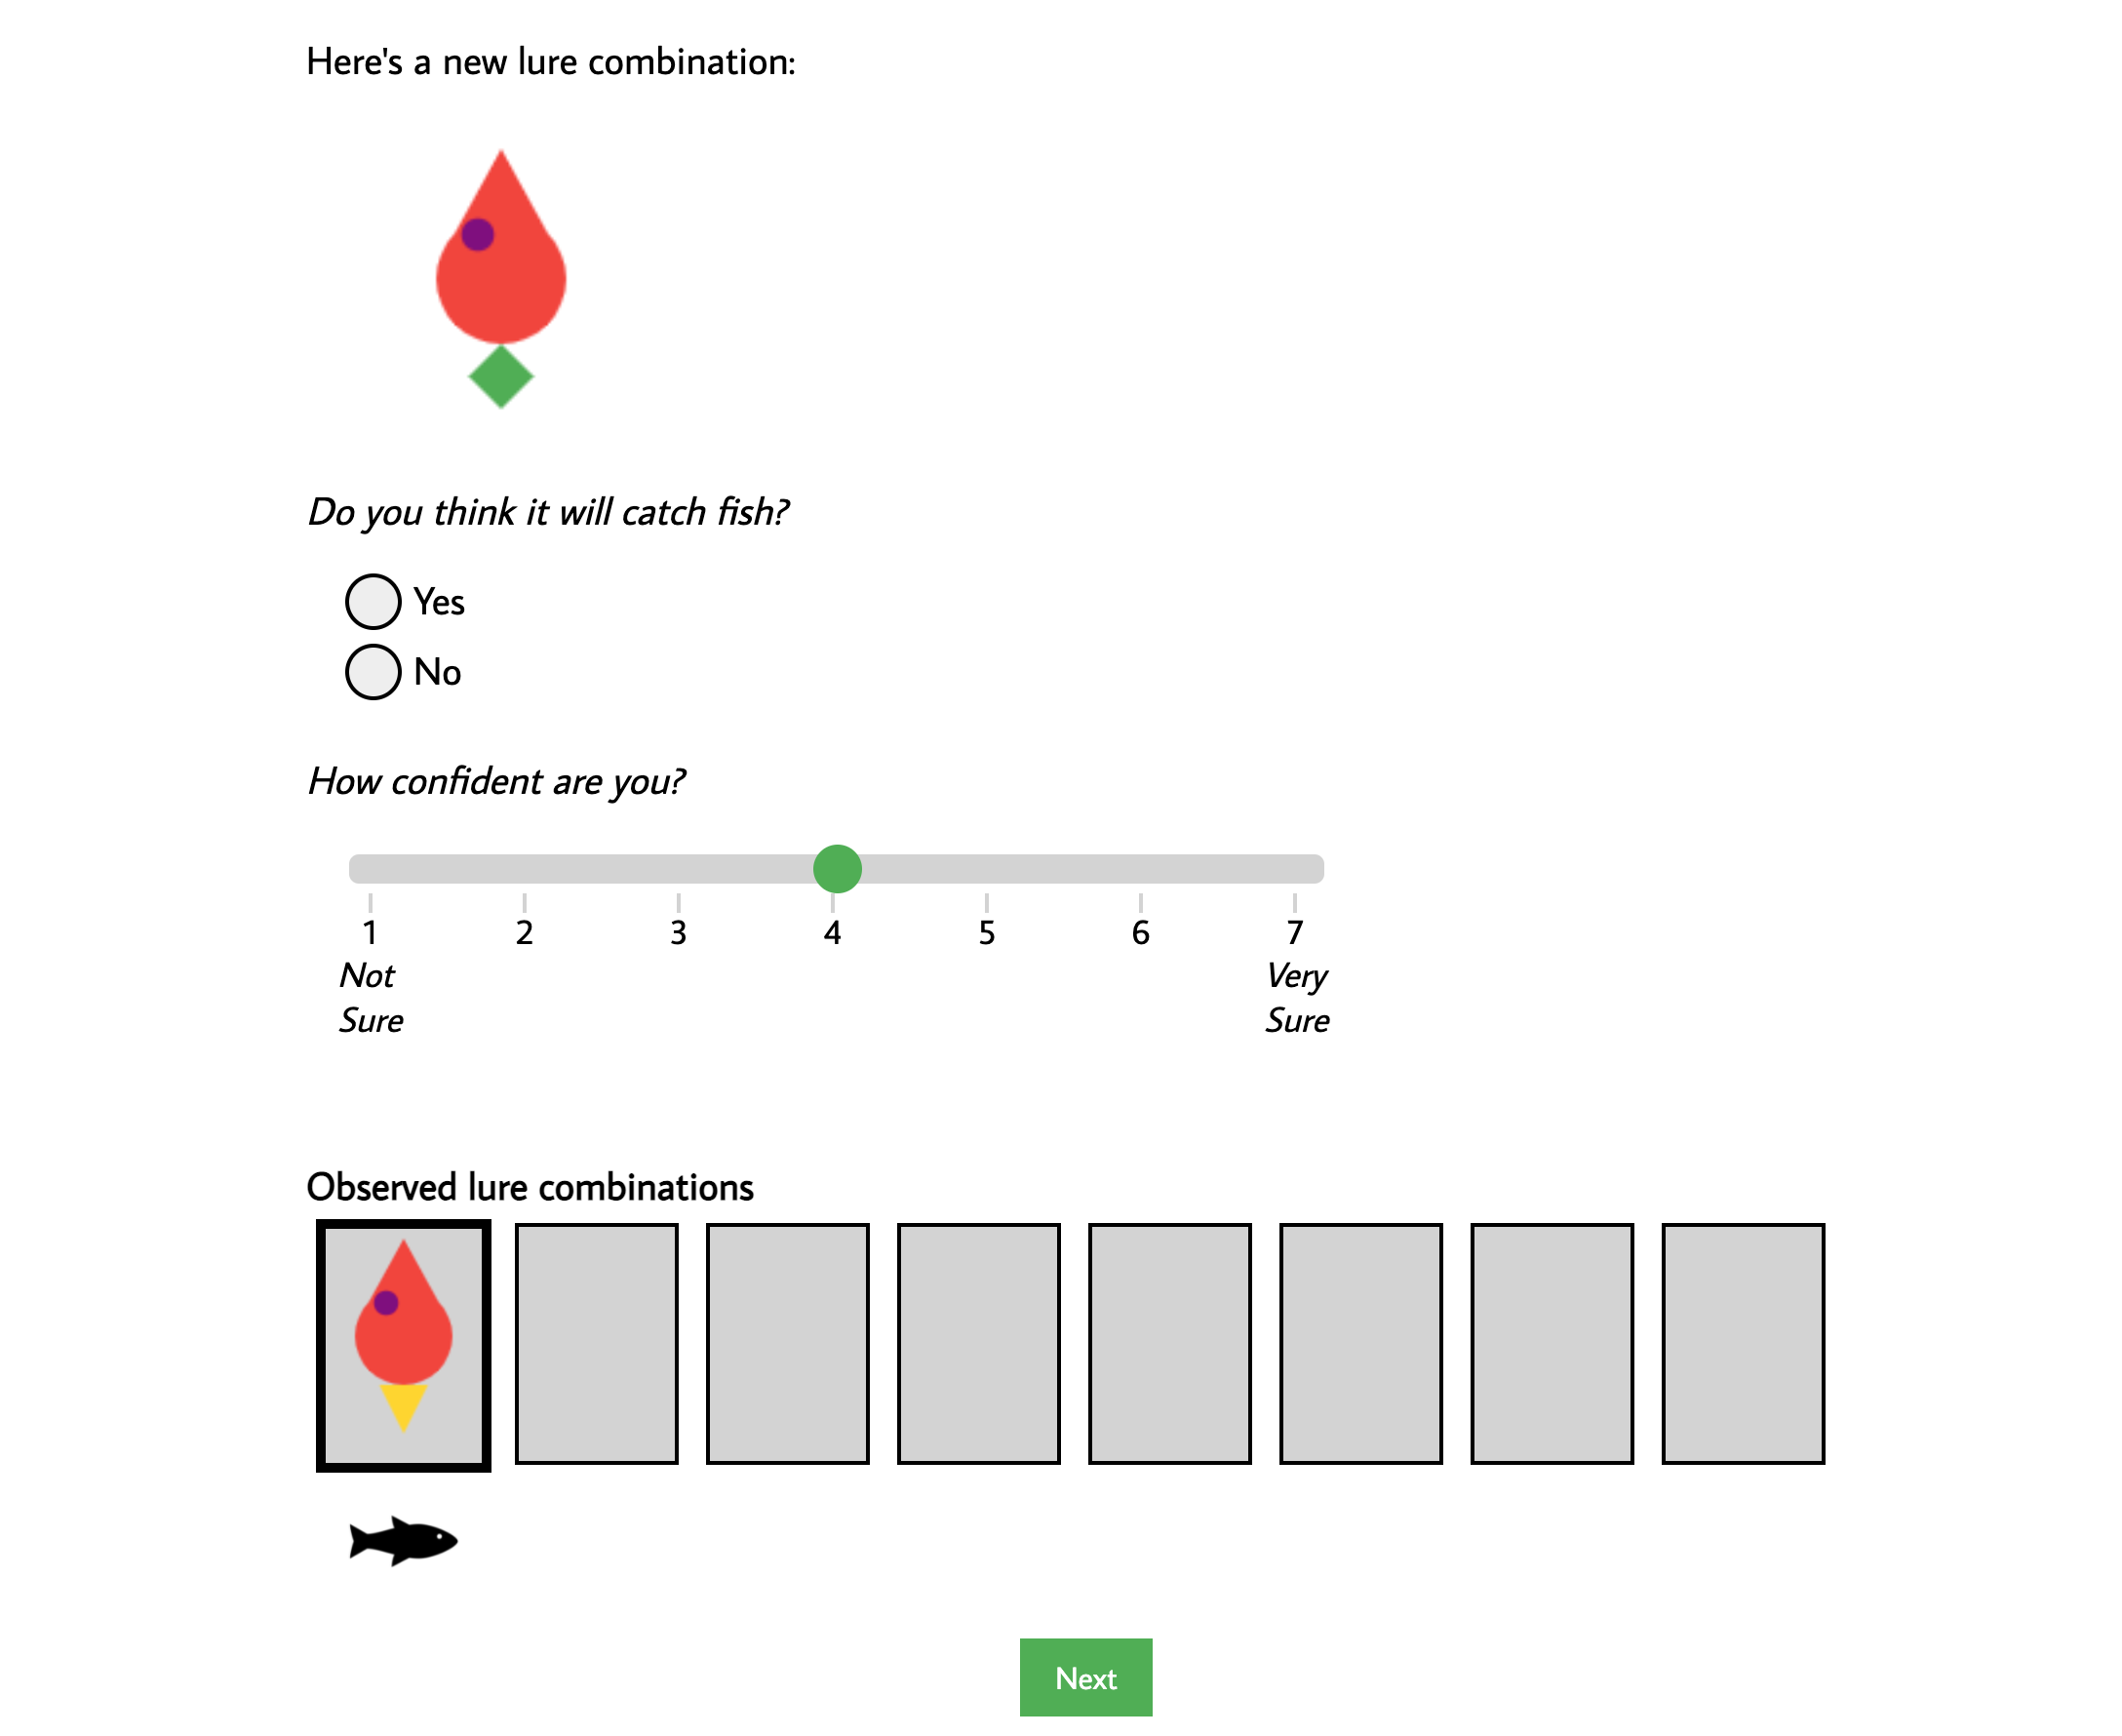 Here's a new lure combination:
Do you think it will catch fish?
Yes
No
How confident are you?
1 2 3 4 5 6 7
Not Sure
Very Sure
Observed lure combinations
Next